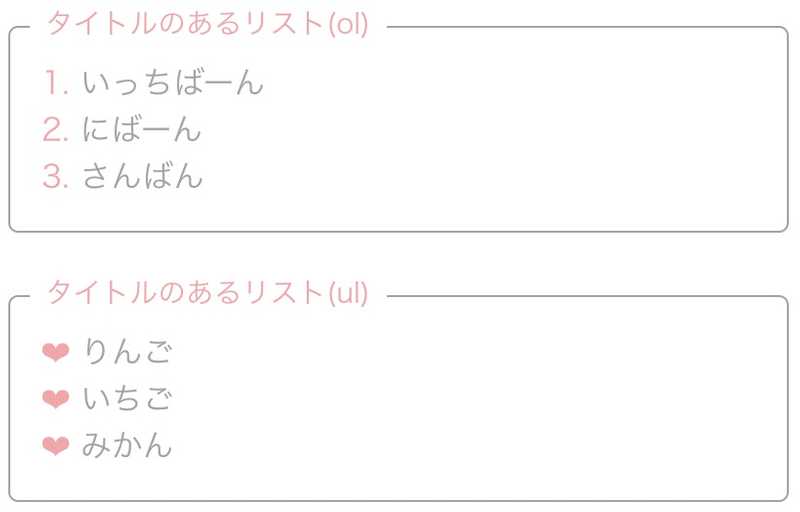 タイトルのあるリスト(ol)
1. いっちばーん
2. にばーん
3. さんばん
タイトルのあるリスト(ul)
❤ りんご
❤ いちご
❤ みかん